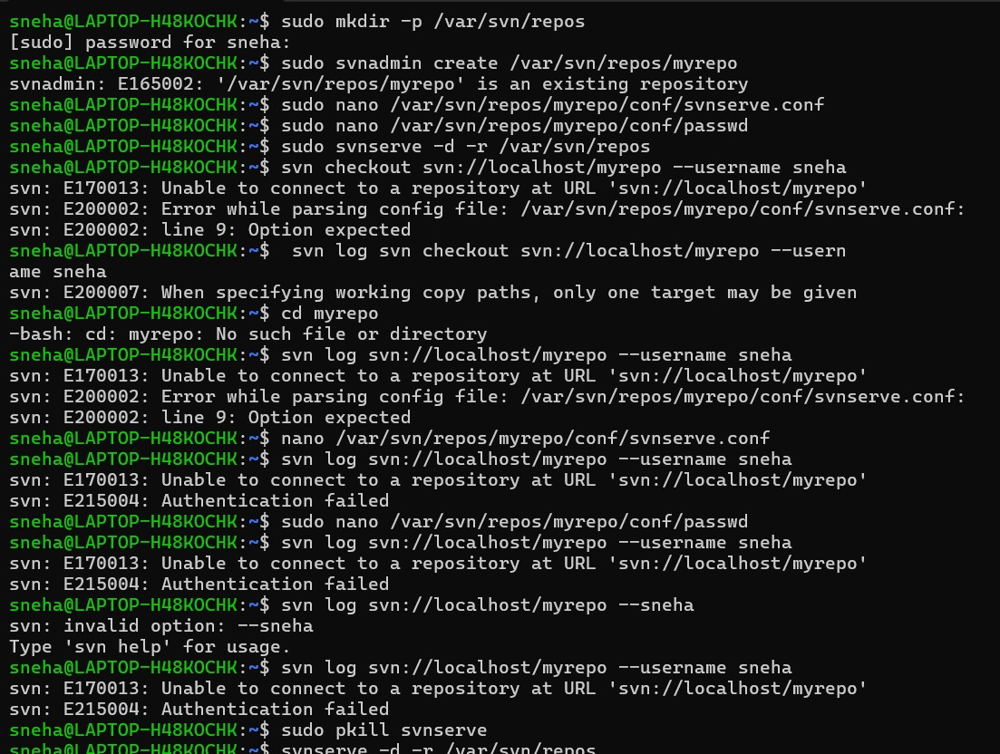 sneha@LAPTOP-H48KOCHK:~$ sudo mkdir -p /var/svn/repos
[sudo] password for sneha:
sneha@LAPTOP-H48KOCHK:~$ sudo svnadmin create /var/svn/repos/myrepo
svnadmin: E165002: '/var/svn/repos/myrepo' is an existing repository
sneha@LAPTOP-H48KOCHK:~$ sudo nano /var/svn/repos/myrepo/conf/svnserve.conf
sneha@LAPTOP-H48KOCHK:~$ sudo nano /var/svn/repos/myrepo/conf/passwd
sneha@LAPTOP-H48KOCHK:~$ sudo svnserve -d -r /var/svn/repos
sneha@LAPTOP-H48KOCHK:~$ svn checkout svn://localhost/myrepo --username sneha
svn: E170013: Unable to connect to a repository at URL 'svn://localhost/myrepo'
svn: E200002: Error while parsing config file: /var/svn/repos/myrepo/conf/svnserve.conf:
svn: E200002: line 9: Option expected
sneha@LAPTOP-H48KOCHK:~$  svn log svn checkout svn://localhost/myrepo --usern
ame sneha
svn: E200007: When specifying working copy paths, only one target may be given
sneha@LAPTOP-H48KOCHK:~$ cd myrepo
-bash: cd: myrepo: No such file or directory
sneha@LAPTOP-H48KOCHK:~$ svn log svn://localhost/myrepo --username sneha
svn: E170013: Unable to connect to a repository at URL 'svn://localhost/myrepo'
svn: E200002: Error while parsing config file: /var/svn/repos/myrepo/conf/svnserve.conf:
svn: E200002: line 9: Option expected
sneha@LAPTOP-H48KOCHK:~$ nano /var/svn/repos/myrepo/conf/svnserve.conf
sneha@LAPTOP-H48KOCHK:~$ svn log svn://localhost/myrepo --username sneha
svn: E170013: Unable to connect to a repository at URL 'svn://localhost/myrepo'
svn: E215004: Authentication failed
sneha@LAPTOP-H48KOCHK:~$ sudo nano /var/svn/repos/myrepo/conf/passwd
sneha@LAPTOP-H48KOCHK:~$ svn log svn://localhost/myrepo --username sneha
svn: E170013: Unable to connect to a repository at URL 'svn://localhost/myrepo'
svn: E215004: Authentication failed
sneha@LAPTOP-H48KOCHK:~$ svn log svn://localhost/myrepo --sneha
svn: invalid option: --sneha
Type 'svn help' for usage.
sneha@LAPTOP-H48KOCHK:~$ svn log svn://localhost/myrepo --username sneha
svn: E170013: Unable to connect to a repository at URL 'svn://localhost/myrepo'
svn: E215004: Authentication failed
sneha@LAPTOP-H48KOCHK:~$ sudo pkill svnserve
sneha@LAPTOP-H48KOCHK:~$ svnserve -d -r /var/svn/repos